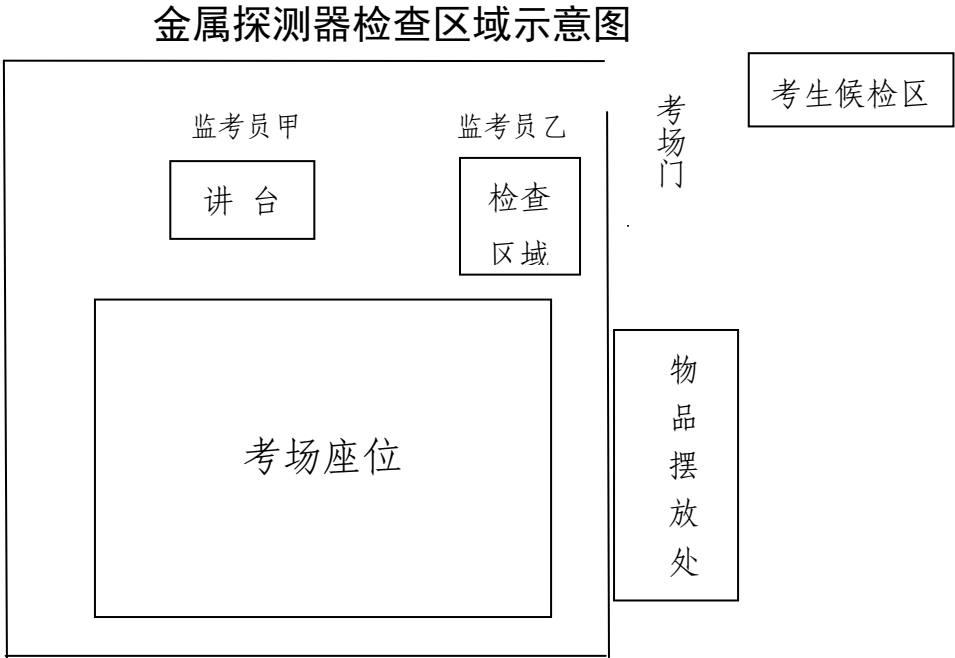 金属探测器检查区域示意图
考生候检区
考场门
监考员甲
监考员乙
讲 台
检查
区域
考场座位
物品摆放处